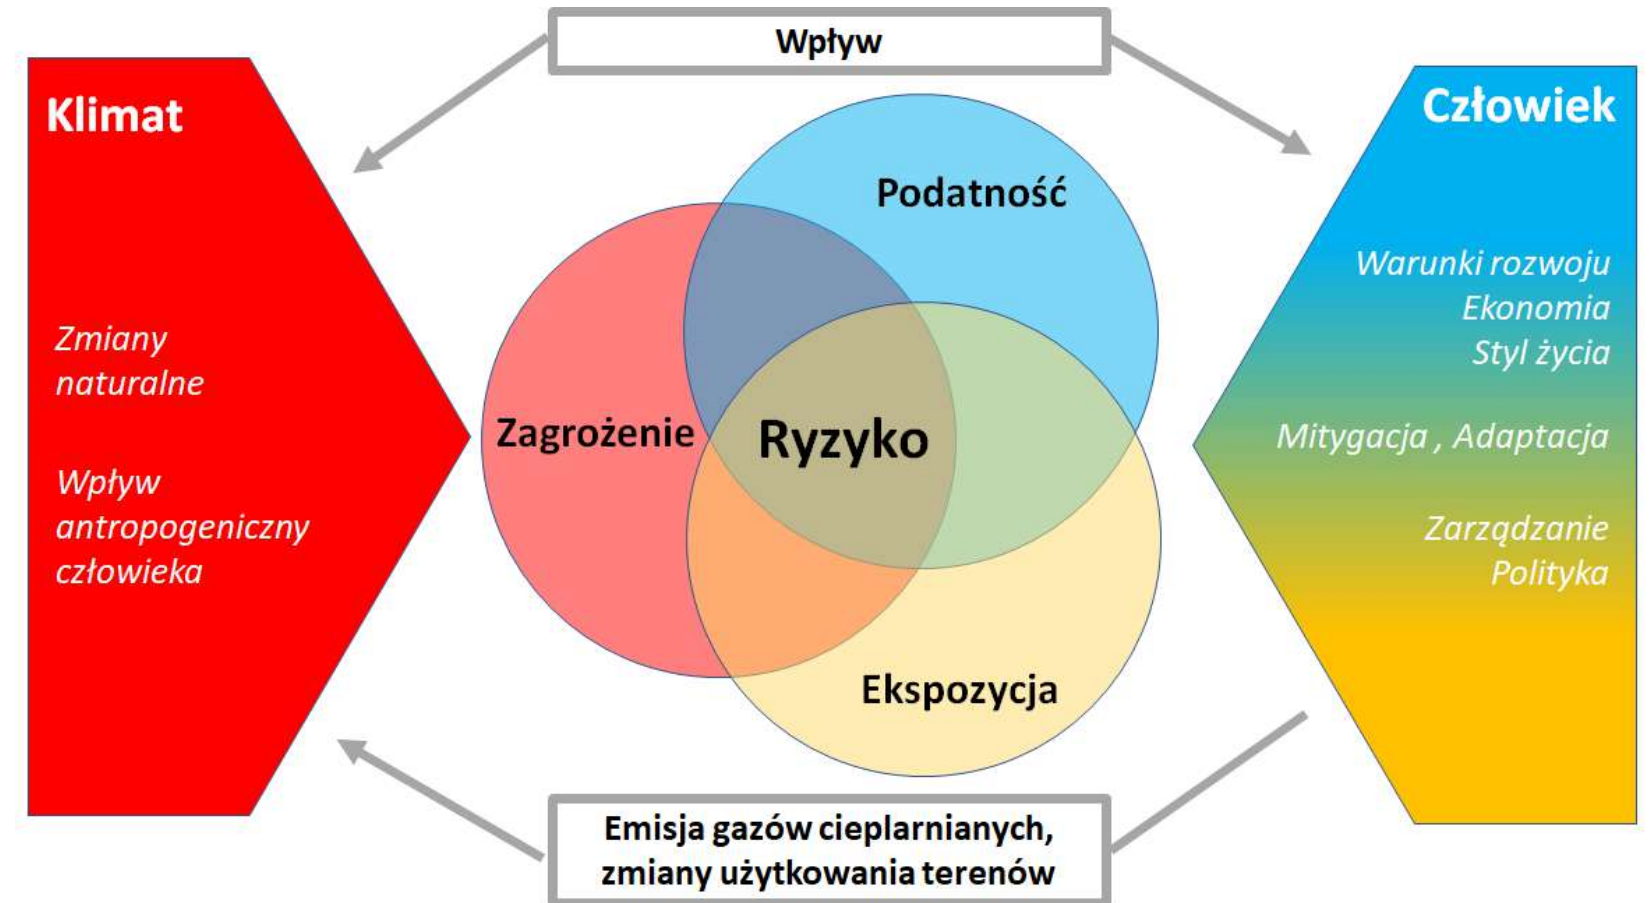 Wpływ
Klimat
Zmiany
naturalne
Wpływ
antropogeniczny
człowieka
Podatność
Zagrożenie
Ryzyko
Ekspozycja
Człowiek
Warunki rozwoju
Ekonomia
Styl życia
Mitygacja , Adaptacja
Zarządzanie
Polityka
Emisja gazów cieplarnianych,
zmiany użytkowania terenów